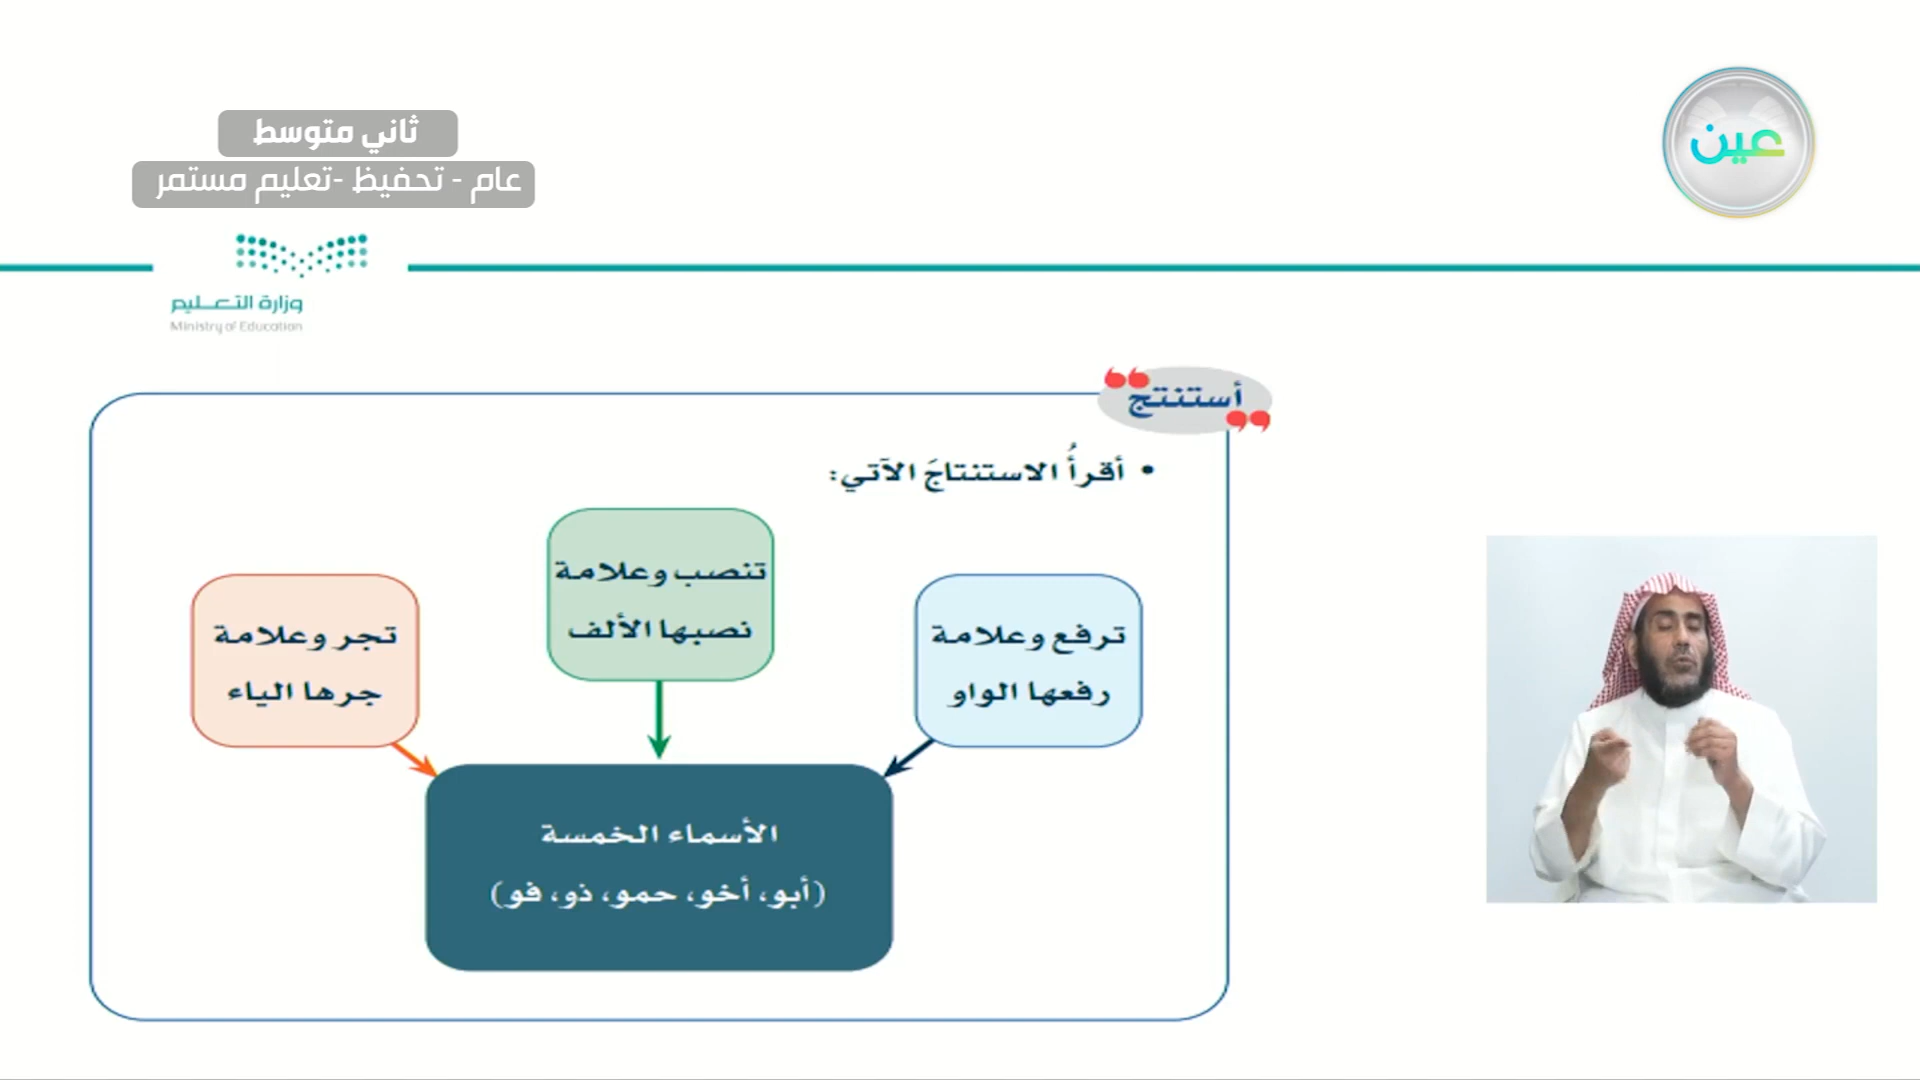 ثاني متوسط
عام - تحفيظ -تعليم مستمر
عين
وزارة التعـــليم
Ministry of Education
أستنتج
• أقرأُ الاستنتاجَ الآتي:
ترفع وعلامة
رفعها الواو
تنصب وعلامة
نصبها الألف
تجر وعلامة
جرها الياء
الأسماء الخمسة
(أبو، أخو، حمو، ذو، فو)